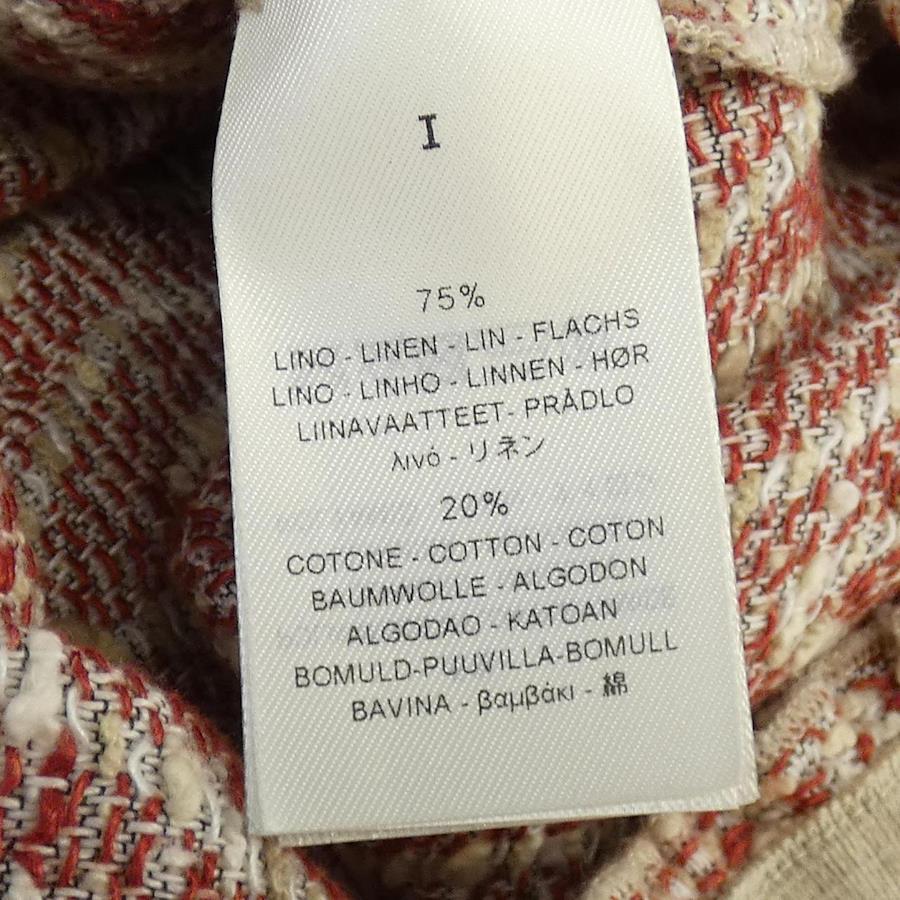 I
75%
LINO - LINEN - LIN - FLACHS
LINO - LINHO - LINNEN - HØR
LIINAVAATTEET- PRÀDLO
λινό - リネン
20%
COTONE - COTTON - COTON
BAUMWOLLE - ALGODON
ALGODAO - KATOAN
BOMULD-PUUVILLA-BOMULL
BAVINA - βαμβάκι - 綿